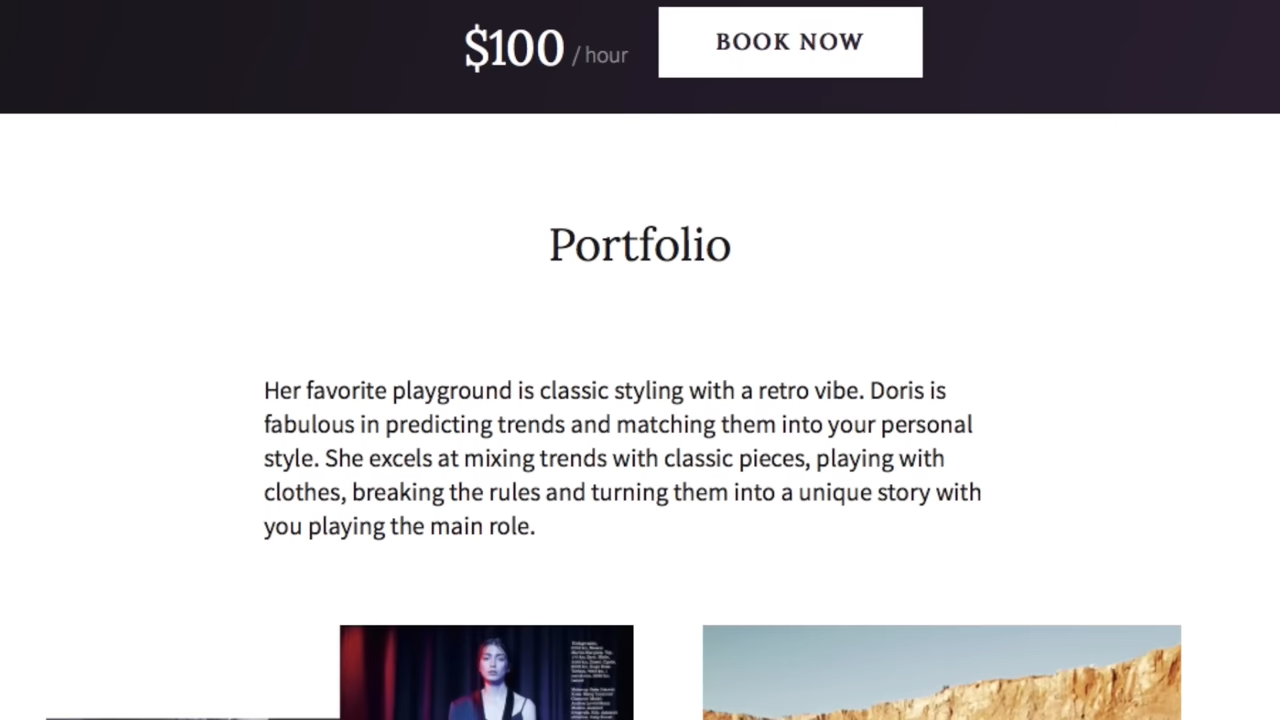 $100 / hour
BOOK NOW
Portfolio
Her favorite playground is classic styling with a retro vibe. Doris is
fabulous in predicting trends and matching them into your personal
style. She excels at mixing trends with classic pieces, playing with
clothes, breaking the rules and turning them into a unique story with
you playing the main role.